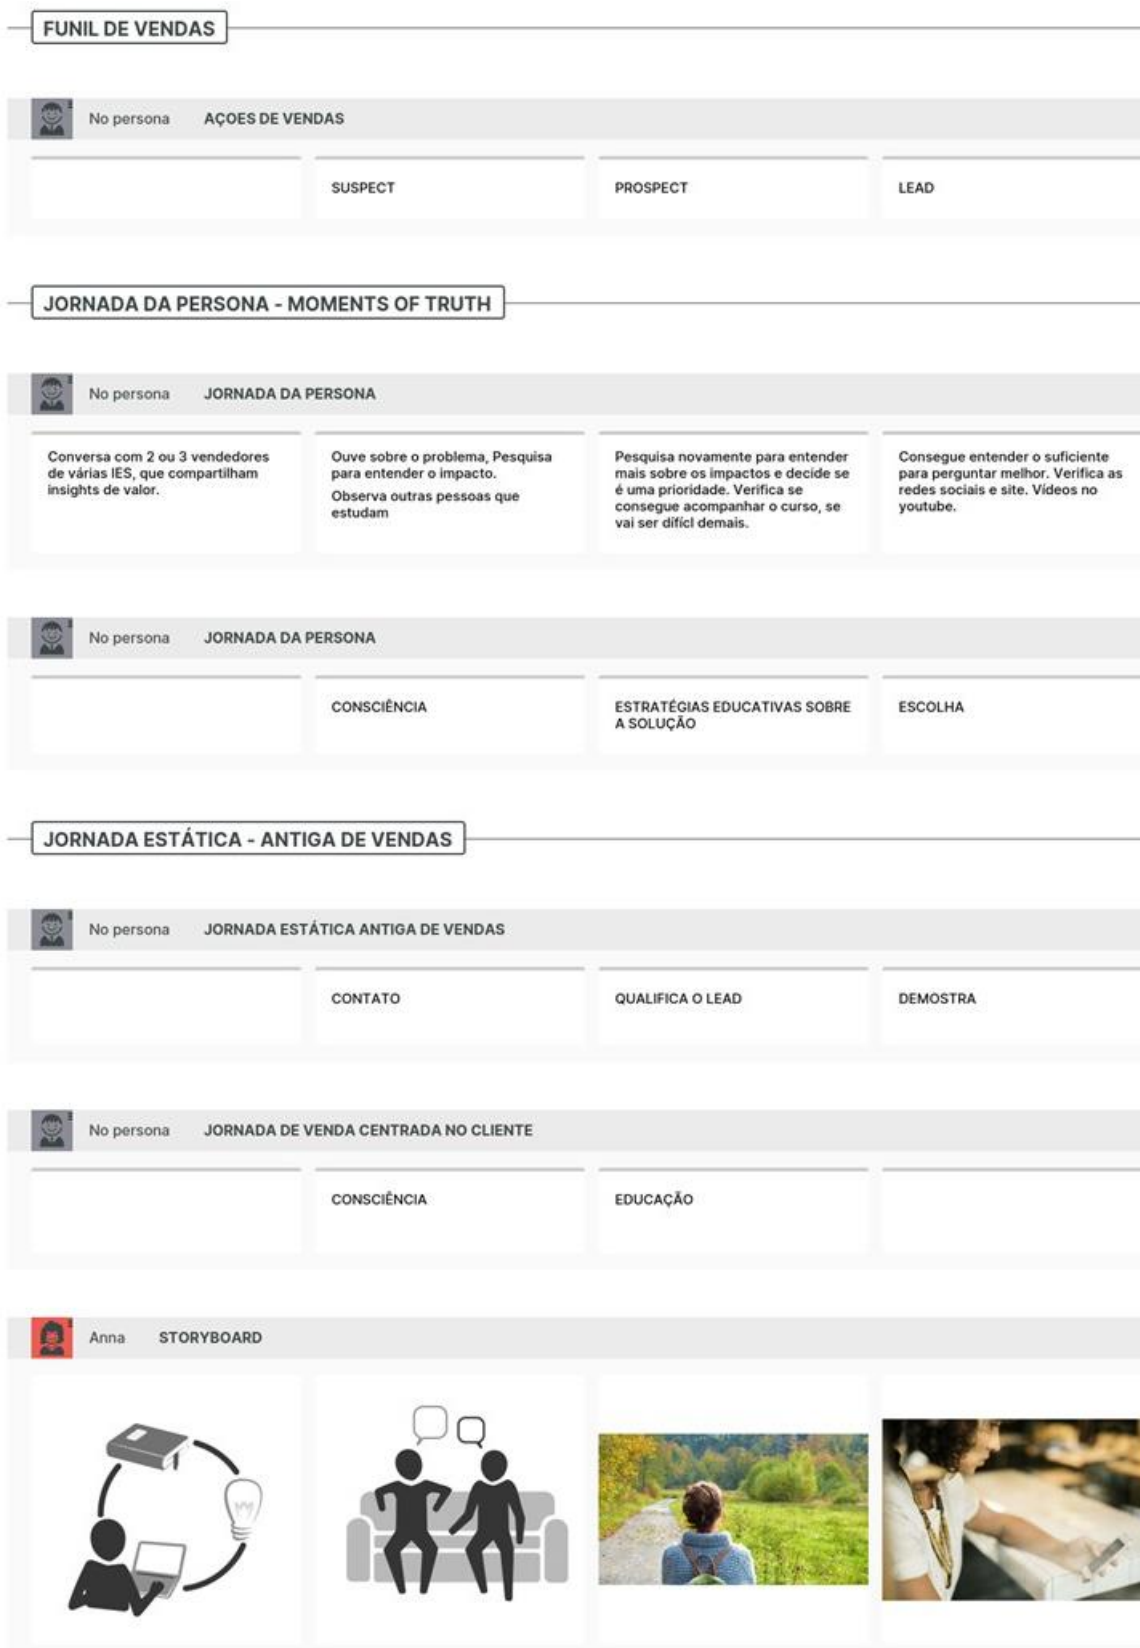 FUNIL DE VENDAS
No persona AÇOES DE VENDAS
SUSPECT
PROSPECT
LEAD
JORNADA DA PERSONA - MOMENTS OF TRUTH
No persona JORNADA DA PERSONA
Conversa com 2 ou 3 vendedores
de várias IES, que compartilham
insights de valor.
Ouve sobre o problema, Pesquisa
para entender o impacto.
Observa outras pessoas que
estudam
Pesquisa novamente para entender
mais sobre os impactos e decide se
é uma prioridade. Verifica se
consegue acompanhar o curso, se
vai ser difícl demais.
Consegue entender o suficiente
para perguntar melhor. Verifica as
redes sociais e site. Vídeos no
youtube.
No persona JORNADA DA PERSONA
CONSCIÊNCIA
ESTRATÉGIAS EDUCATIVAS SOBRE
A SOLUÇÃO
ESCOLHA
JORNADA ESTÁTICA - ANTIGA DE VENDAS
No persona JORNADA ESTÁTICA ANTIGA DE VENDAS
CONTATO
QUALIFICA O LEAD
DEMOSTRA
No persona JORNADA DE VENDA CENTRADA NO CLIENTE
CONSCIÊNCIA
EDUCAÇÃO
Anna STORYBOARD